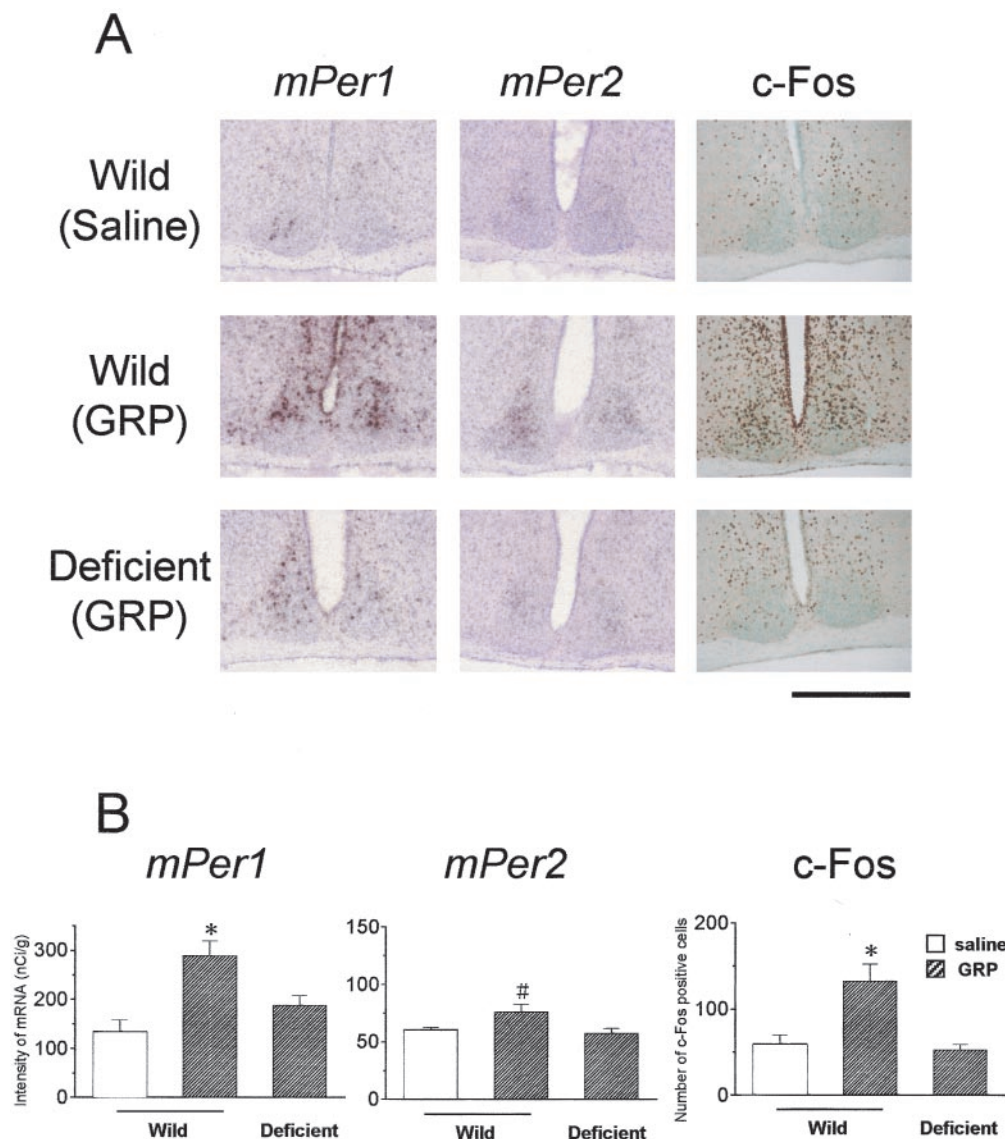 A
mPer1 mPer2 c-Fos
Wild
(Saline)
Wild
(GRP)
Deficient
(GRP)
B
mPer1 mPer2 c-Fos
Intensity of mRNA (nCi/g)
300
200
100
0
*
Wild Deficient
150
100
50
0
#
Wild Deficient
Number of c-Fos positive cells
200
100
0
*
Wild Deficient
saline
GRP